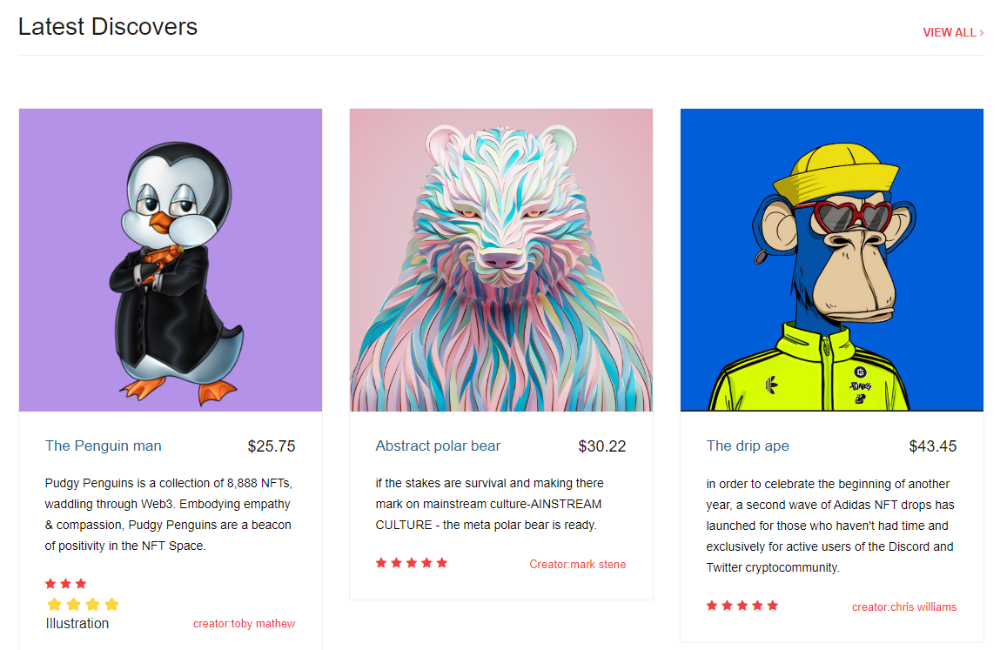 Latest Discovers
VIEW ALL ›
PUNKS
G
The Penguin man
$25.75
Pudgy Penguins is a collection of 8,888 NFTs,
waddling through Web3. Embodying empathy
& compassion, Pudgy Penguins are a beacon
of positivity in the NFT Space.
Illustration
creator:toby mathew
Abstract polar bear
$30.22
if the stakes are survival and making there
mark on mainstream culture-AINSTREAM
CULTURE - the meta polar bear is ready.
Creator:mark stene
The drip ape
$43.45
in order to celebrate the beginning of another
year, a second wave of Adidas NFT drops has
launched for those who haven't had time and
exclusively for active users of the Discord and
Twitter cryptocommunity.
creator:chris williams